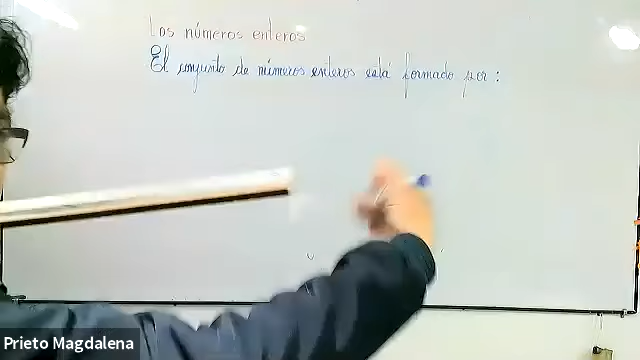 Los números enteros
El conjunto de números enteros está formado por :
Prieto Magdalena